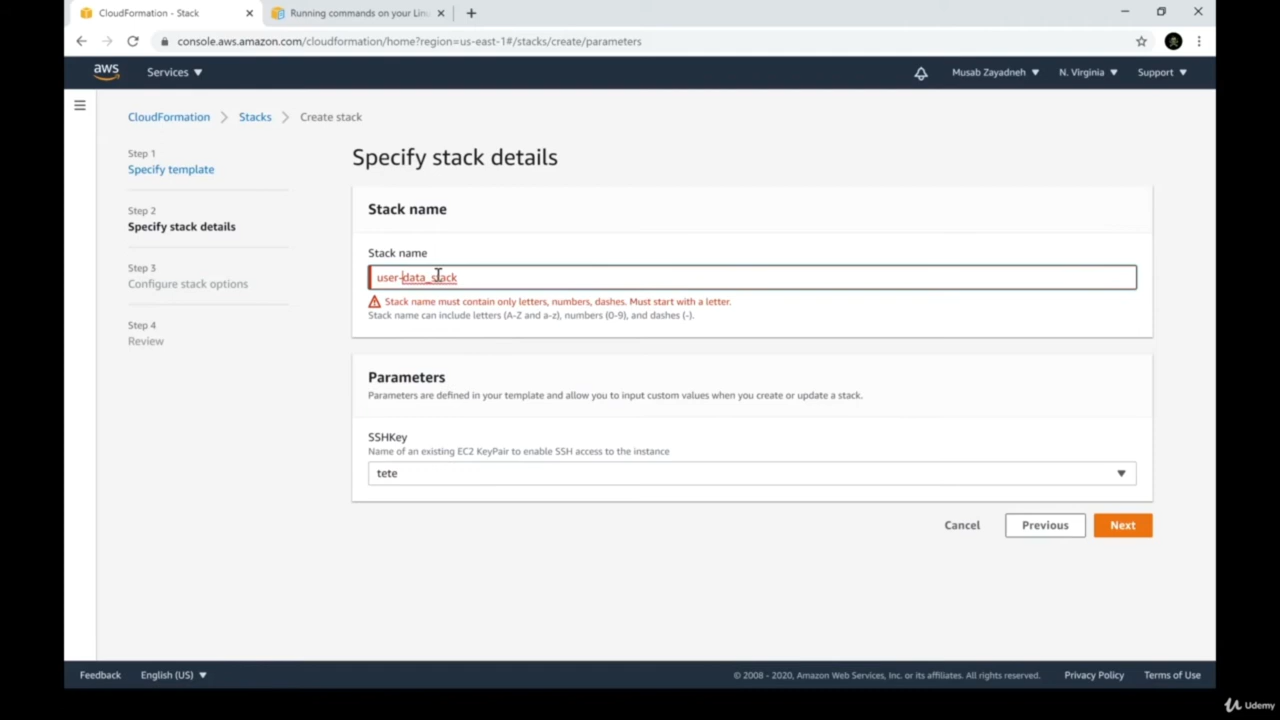 CloudFormation - Stack
Running commands on your Lin
console.aws.amazon.com/cloudformation/home?region=us-east-1#/stacks/create/parameters
aws Services Musab Zayadneh N. Virginia Support
CloudFormation Stacks Create stack
Step 1
Specify template
Step 2
Specify stack details
Step 3
Configure stack options
Step 4
Review
Specify stack details
Stack name
Stack name
user-data_stack
Stack name must contain only letters, numbers, dashes. Must start with a letter.
Stack name can include letters (A-Z and a-z), numbers (0-9), and dashes (-).
Parameters
Parameters are defined in your template and allow you to input custom values when you create or update a stack.
SSHKey
Name of an existing EC2 KeyPair to enable SSH access to the instance
tete
Cancel Previous Next
Feedback English (US) © 2008 - 2020, Amazon Web Services, Inc. or its affiliates. All rights reserved. Privacy Policy Terms of Use
Udemy